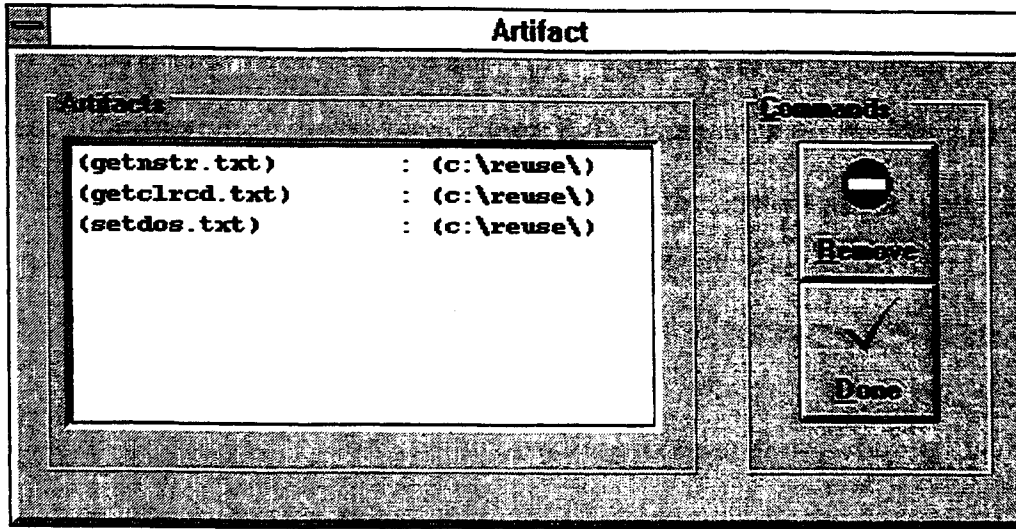 Artifact
Artifacts
(getnstr.txt) : (c:\reuse\)
(getclrcd.txt) : (c:\reuse\)
(setdos.txt) : (c:\reuse\)
Commands
Remove
Done